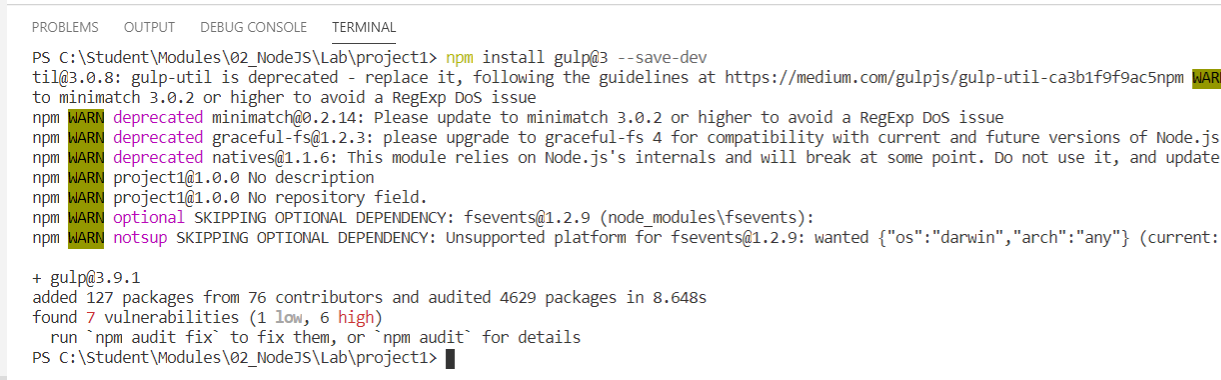 PROBLEMS OUTPUT DEBUG CONSOLE TERMINAL
PS C:\Student\Modules\02_NodeJS\Lab\project1> npm install gulp@3 --save-dev
til@3.0.8: gulp-util is deprecated - replace it, following the guidelines at https://medium.com/gulpjs/gulp-util-ca3b1f9f9ac5npm WAR
to minimatch 3.0.2 or higher to avoid a RegExp DoS issue
npm WARN deprecated minimatch@0.2.14: Please update to minimatch 3.0.2 or higher to avoid a RegExp DoS issue
npm WARN deprecated graceful-fs@1.2.3: please upgrade to graceful-fs 4 for compatibility with current and future versions of Node.js
npm WARN deprecated natives@1.1.6: This module relies on Node.js's internals and will break at some point. Do not use it, and update
npm WARN project1@1.0.0 No description
npm WARN project1@1.0.0 No repository field.
npm WARN optional SKIPPING OPTIONAL DEPENDENCY: fsevents@1.2.9 (node_modules\fsevents):
npm WARN notsup SKIPPING OPTIONAL DEPENDENCY: Unsupported platform for fsevents@1.2.9: wanted {"os":"darwin","arch":"any"} (current:
+ gulp@3.9.1
added 127 packages from 76 contributors and audited 4629 packages in 8.648s
found 7 vulnerabilities (1 low, 6 high)
run `npm audit fix` to fix them, or `npm audit` for details
PS C:\Student\Modules\02_NodeJS\Lab\project1>